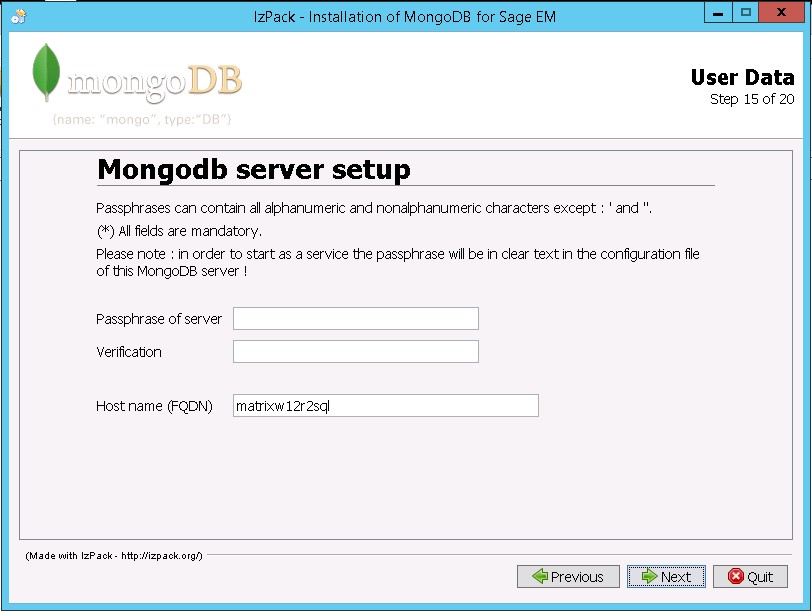 IzPack - Installation of MongoDB for Sage EM
mongoDB
{name: "mongo", type:"DB"}
User Data
Step 15 of 20
Mongodb server setup
Passphrases can contain all alphanumeric and nonalphanumeric characters except : ' and ".
(*) All fields are mandatory.
Please note : in order to start as a service the passphrase will be in clear text in the configuration file
of this MongoDB server !
Passphrase of server
Verification
Host name (FQDN) matrixw12r2sql
(Made with IzPack - http://izpack.org/)
Previous Next Quit